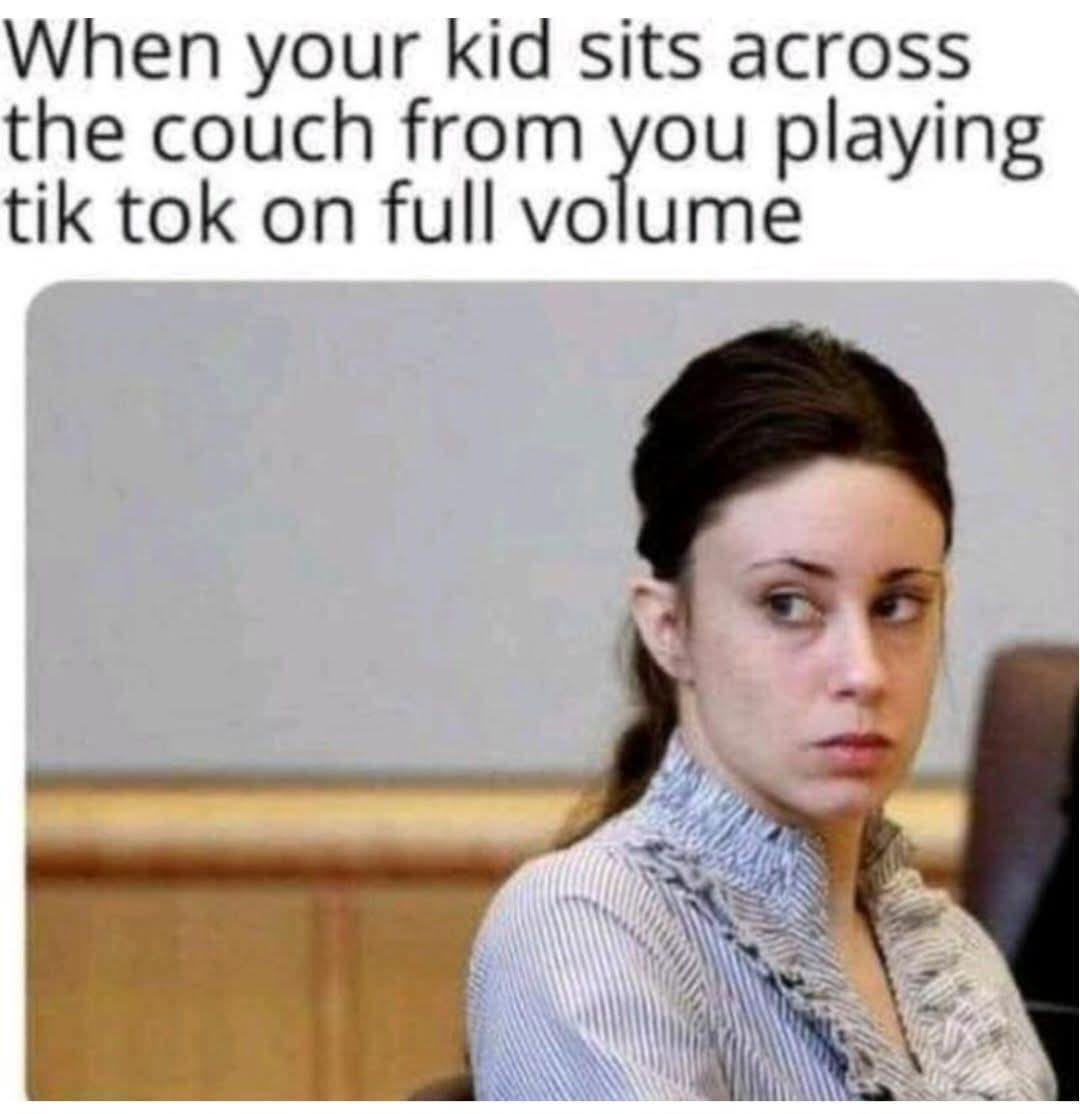 When your kid sits across
the couch from you playing
tik tok on full volume